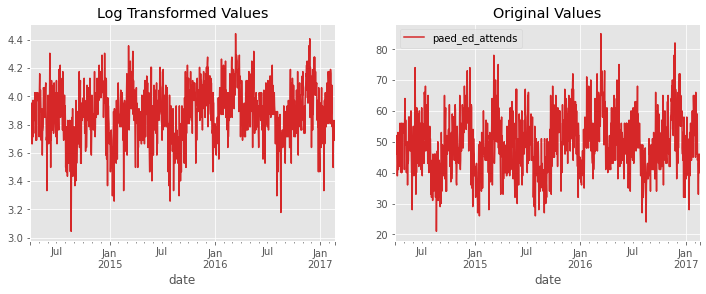 Log Transformed Values
4.4
4.2
4.0
3.8
3.6
3.4
3.2
3.0
Jul
Jan
2015
Jul
Jan
2016
Jul
Jan
2017
date
Original Values
paed_ed_attends
80
70
60
50
40
30
20
Jul
Jan
2015
Jul
Jan
2016
Jul
Jan
2017
date